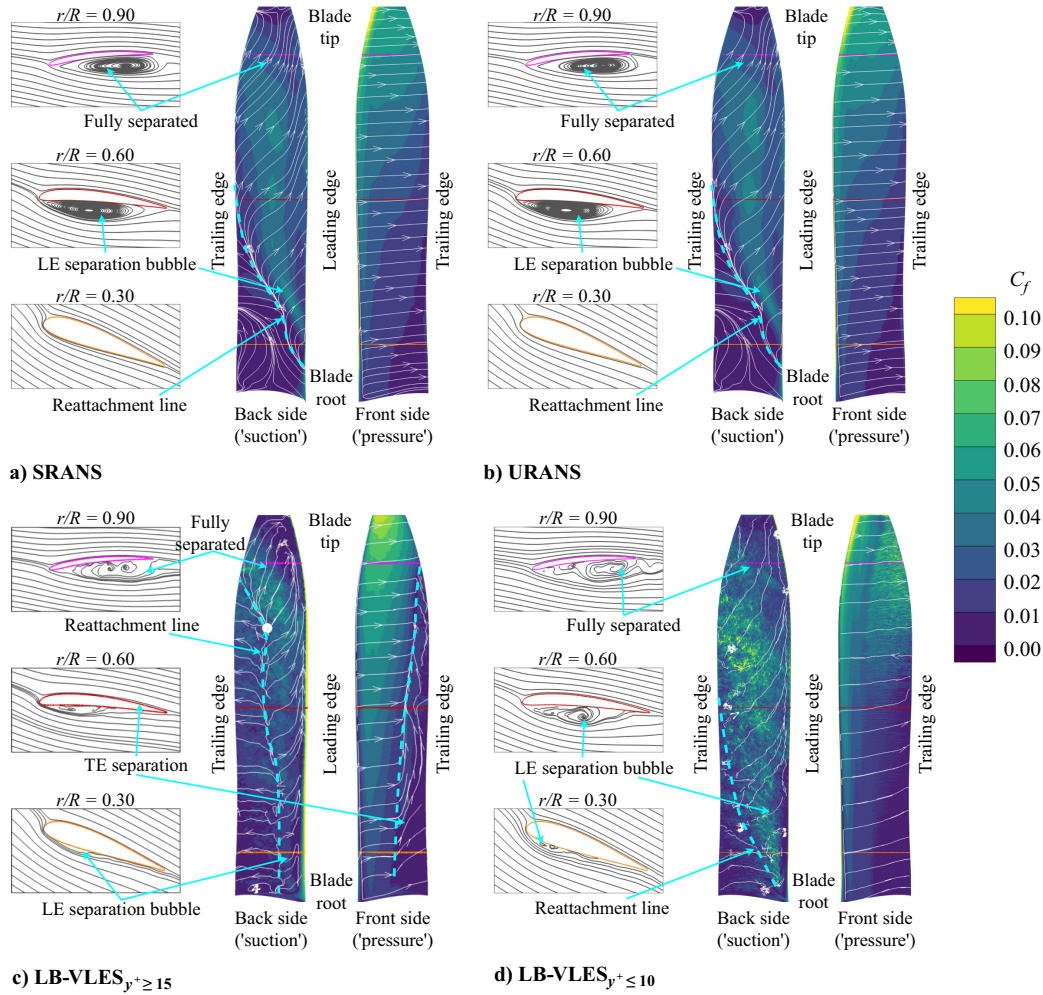 r/R = 0.90
Fully separated
r/R = 0.60
LE separation bubble
r/R = 0.30
Reattachment line
Trailing edge
Leading edge
Trailing edge
Blade
tip
Blade
root
Back side
('suction')
Front side
('pressure')
a) SRANS
r/R = 0.90
Fully separated
r/R = 0.60
LE separation bubble
r/R = 0.30
Reattachment line
Trailing edge
Leading edge
Trailing edge
Blade
tip
Blade
root
Back side
('suction')
Front side
('pressure')
b) URANS
C_f
0.10
0.09
0.08
0.07
0.06
0.05
0.04
0.03
0.02
0.01
0.00
r/R = 0.90
Fully
separated
Reattachment line
r/R = 0.60
TE separation
r/R = 0.30
LE separation bubble
Trailing edge
Leading edge
Trailing edge
Blade
tip
Blade
root
Back side
('suction')
Front side
('pressure')
c) LB-VLES y+ ≥ 15
r/R = 0.90
Fully separated
r/R = 0.60
LE separation bubble
r/R = 0.30
Reattachment line
Trailing edge
Leading edge
Trailing edge
Blade
tip
Blade
root
Back side
('suction')
Front side
('pressure')
d) LB-VLES y+ ≤ 10